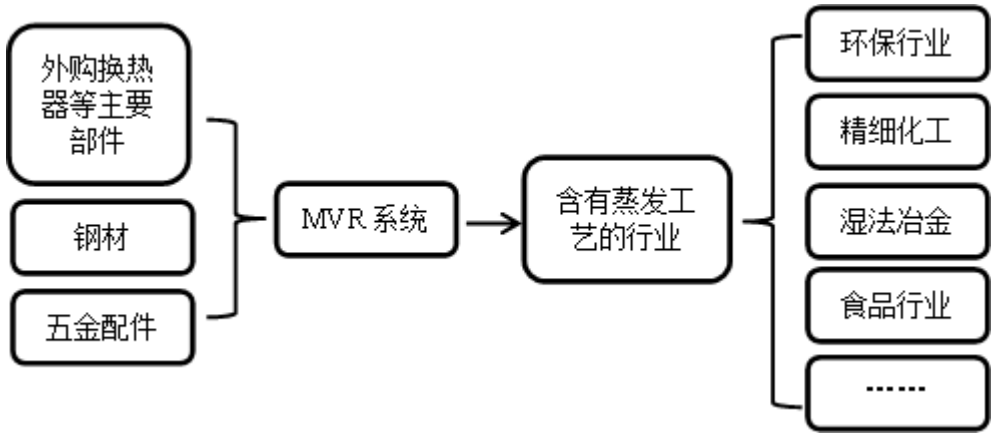 外购换热
器等主要
部件
钢材
五金配件
MVR 系统
含有蒸发工
艺的行业
环保行业
精细化工
湿法冶金
食品行业
……